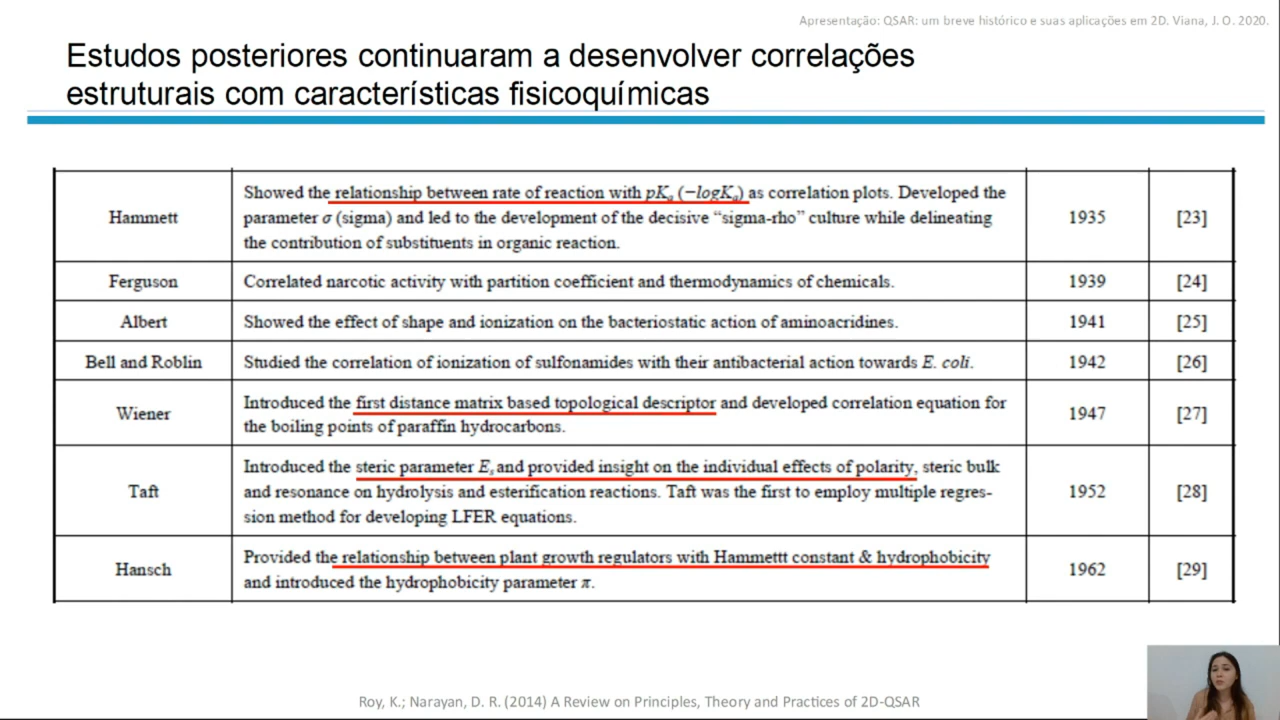 Apresentação: QSAR: um breve histórico e suas aplicações em 2D. Viana, J. O. 2020.
Estudos posteriores continuaram a desenvolver correlações
estruturais com características fisicoquímicas
Hammett
Showed the relationship between rate of reaction with pKₐ (−logKₐ) as correlation plots. Developed the
parameter σ (sigma) and led to the development of the decisive “sigma-rho” culture while delineating
the contribution of substituents in organic reaction.
1935
[23]
Ferguson
Correlated narcotic activity with partition coefficient and thermodynamics of chemicals.
1939
[24]
Albert
Showed the effect of shape and ionization on the bacteriostatic action of aminoacridines.
1941
[25]
Bell and Roblin
Studied the correlation of ionization of sulfonamides with their antibacterial action towards E. coli.
1942
[26]
Wiener
Introduced the first distance matrix based topological descriptor and developed correlation equation for
the boiling points of paraffin hydrocarbons.
1947
[27]
Taft
Introduced the steric parameter Eₛ and provided insight on the individual effects of polarity, steric bulk
and resonance on hydrolysis and esterification reactions. Taft was the first to employ multiple regres-
sion method for developing LFER equations.
1952
[28]
Hansch
Provided the relationship between plant growth regulators with Hammettt constant & hydrophobicity
and introduced the hydrophobicity parameter π.
1962
[29]
Roy, K.; Narayan, D. R. (2014) A Review on Principles, Theory and Practices of 2D-QSAR